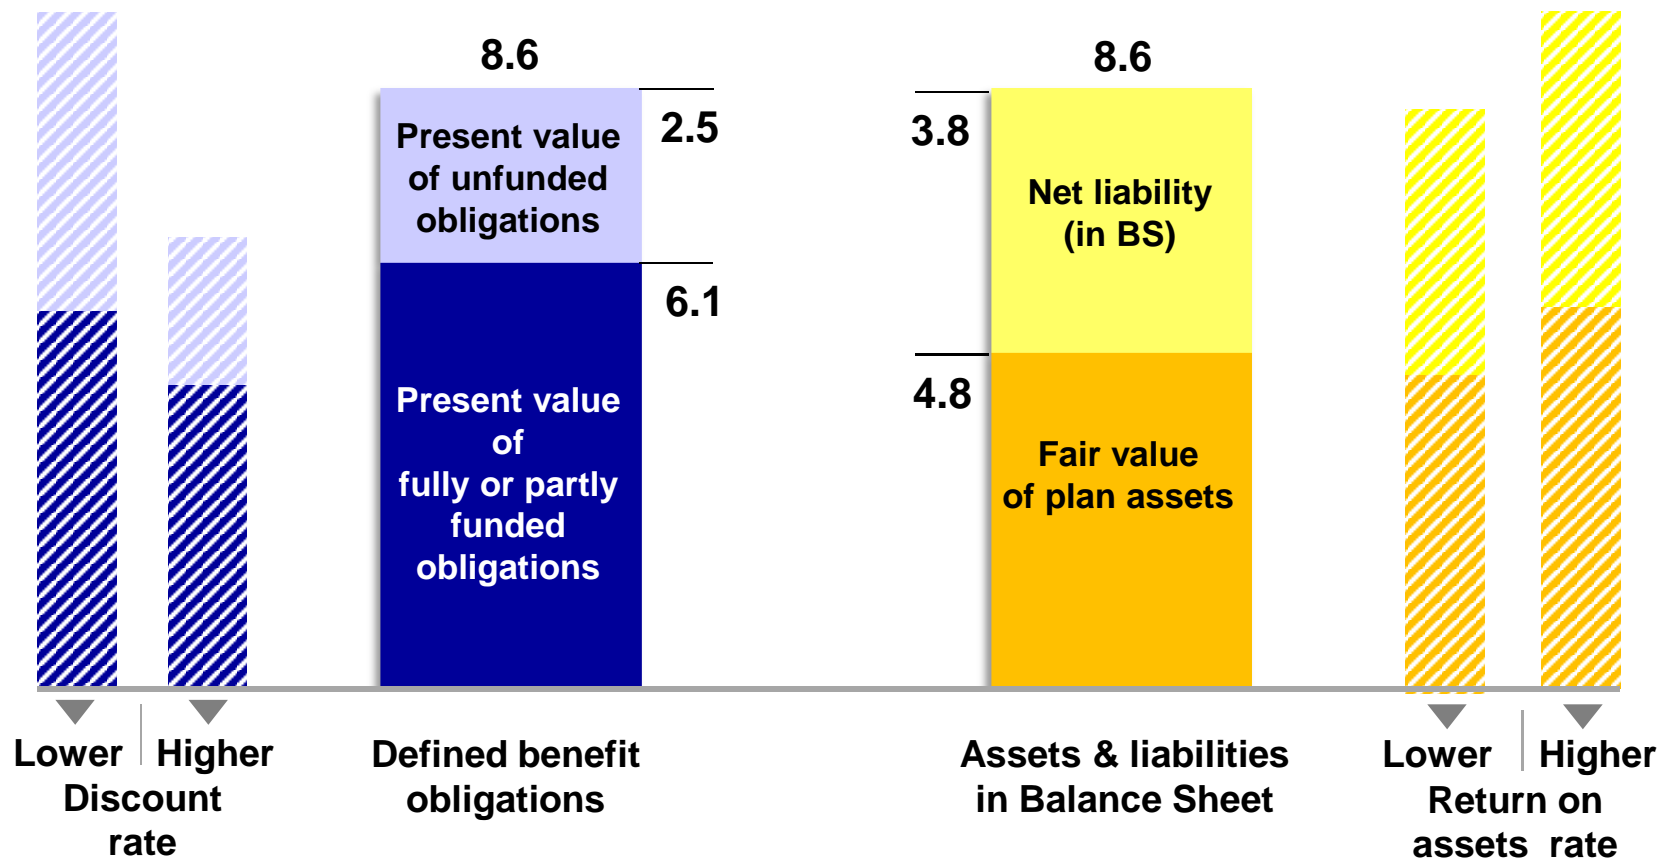 8.6
Present value
of unfunded
obligations
2.5
6.1
Present value
of
fully or partly
funded
obligations
8.6
3.8
Net liability
(in BS)
4.8
Fair value
of plan assets
Lower
Higher
Discount
rate
Defined benefit
obligations
Assets & liabilities
in Balance Sheet
Lower
Higher
Return on
assets rate